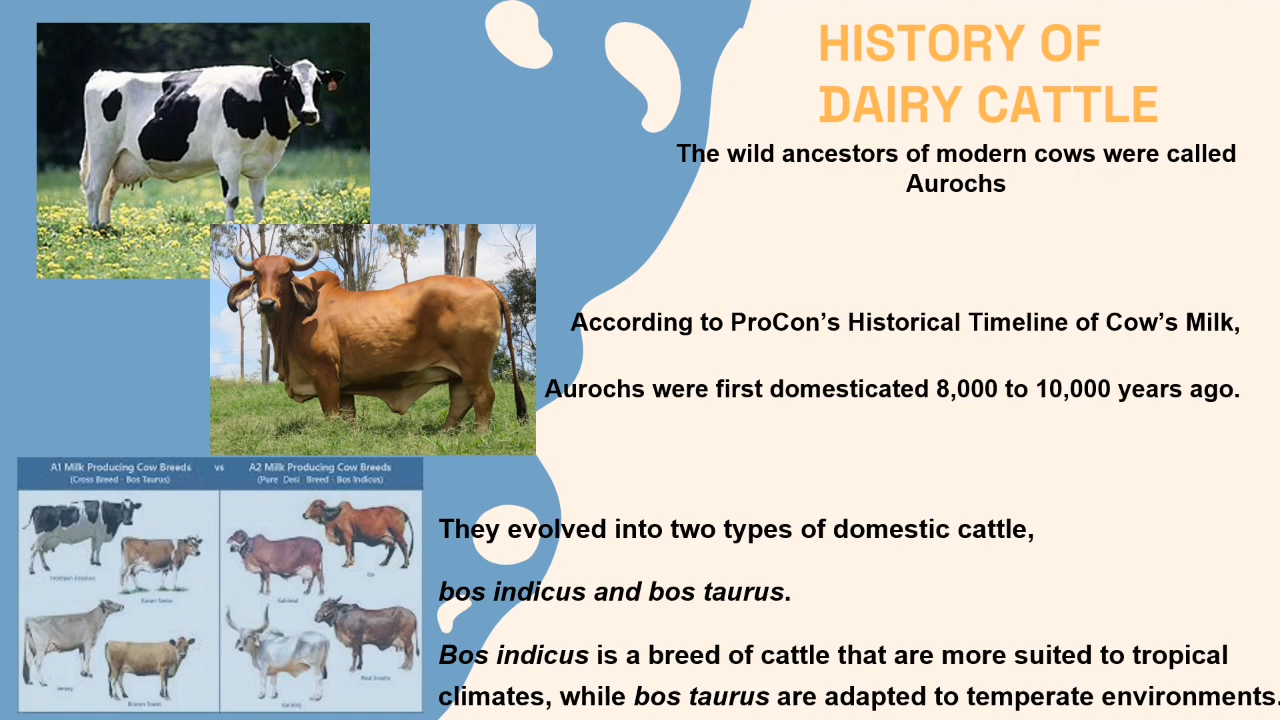 HISTORY OF
DAIRY CATTLE
The wild ancestors of modern cows were called
Aurochs
According to ProCon’s Historical Timeline of Cow’s Milk,
Aurochs were first domesticated 8,000 to 10,000 years ago.
They evolved into two types of domestic cattle,
bos indicus and bos taurus.
Bos indicus is a breed of cattle that are more suited to tropical
climates, while bos taurus are adapted to temperate environments.
A1 Milk Producing Cow Breeds vs A2 Milk Producing Cow Breeds
(Cross Breed - Bos Taurus) (Pure Desi Breed - Bos Indicus)
Gir
Sahiwal
Jersey
Brown Swiss